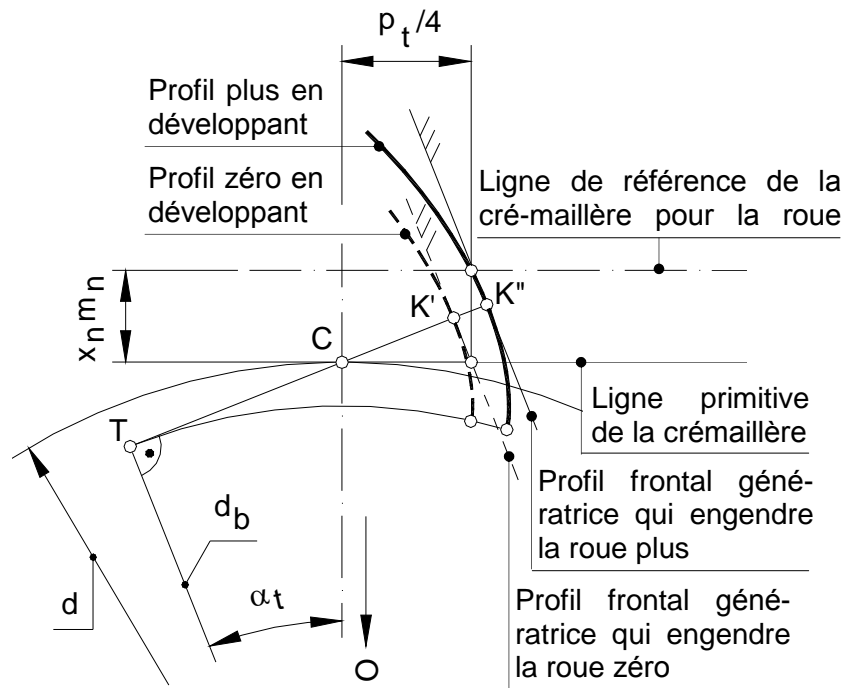 p t /4
Profil plus en
développant
Profil zéro en
développant
Ligne de référence de la
cré-maillère pour la roue
x n m n
K' K"
C
T
Ligne primitive
de la crémaillère
Profil frontal géné-
ratrice qui engendre
la roue plus
d b
d
α t
O
Profil frontal géné-
ratrice qui engendre
la roue zéro